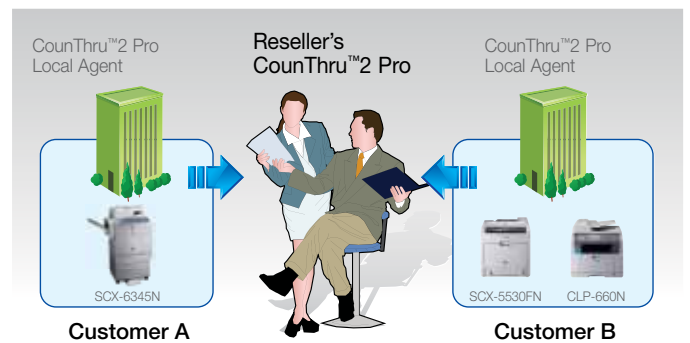 CounThru™2 Pro
Local Agent
Reseller's
CounThru™2 Pro
CounThru™2 Pro
Local Agent
SCX-6345N
SCX-5530FN
CLP-660N
Customer A
Customer B